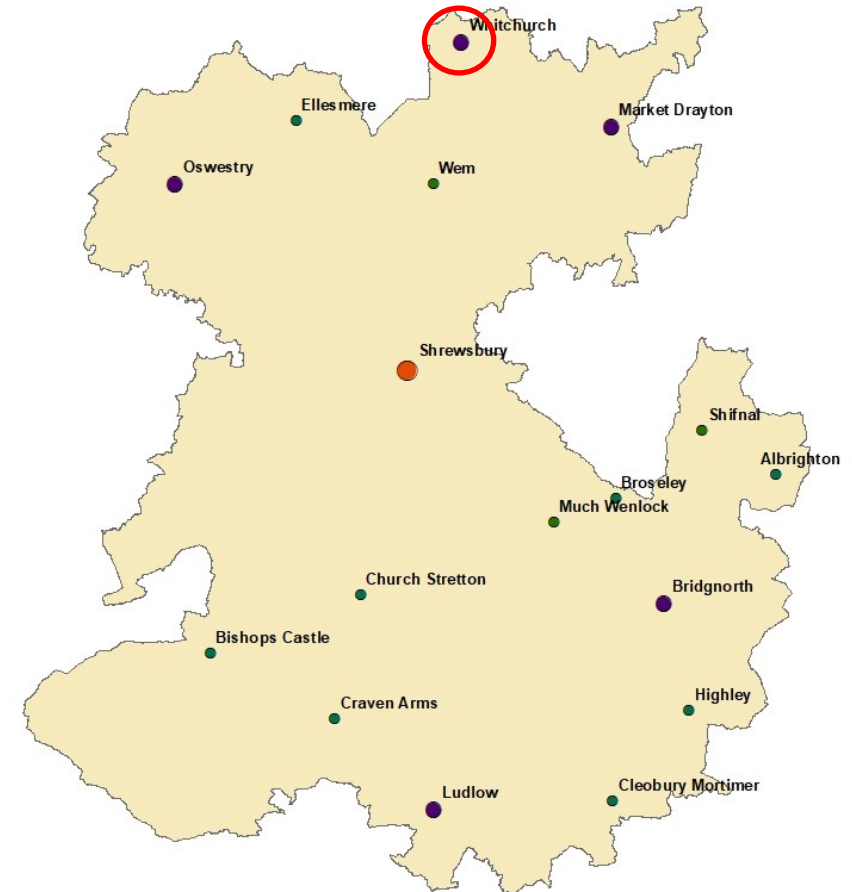 Whitchurch
Ellesmere
Market Drayton
Oswestry
Wem
Shrewsbury
Shifnal
Albrighton
Broseley
Much Wenlock
Church Stretton
Bridgnorth
Bishops Castle
Highley
Craven Arms
Cleobury Mortimer
Ludlow